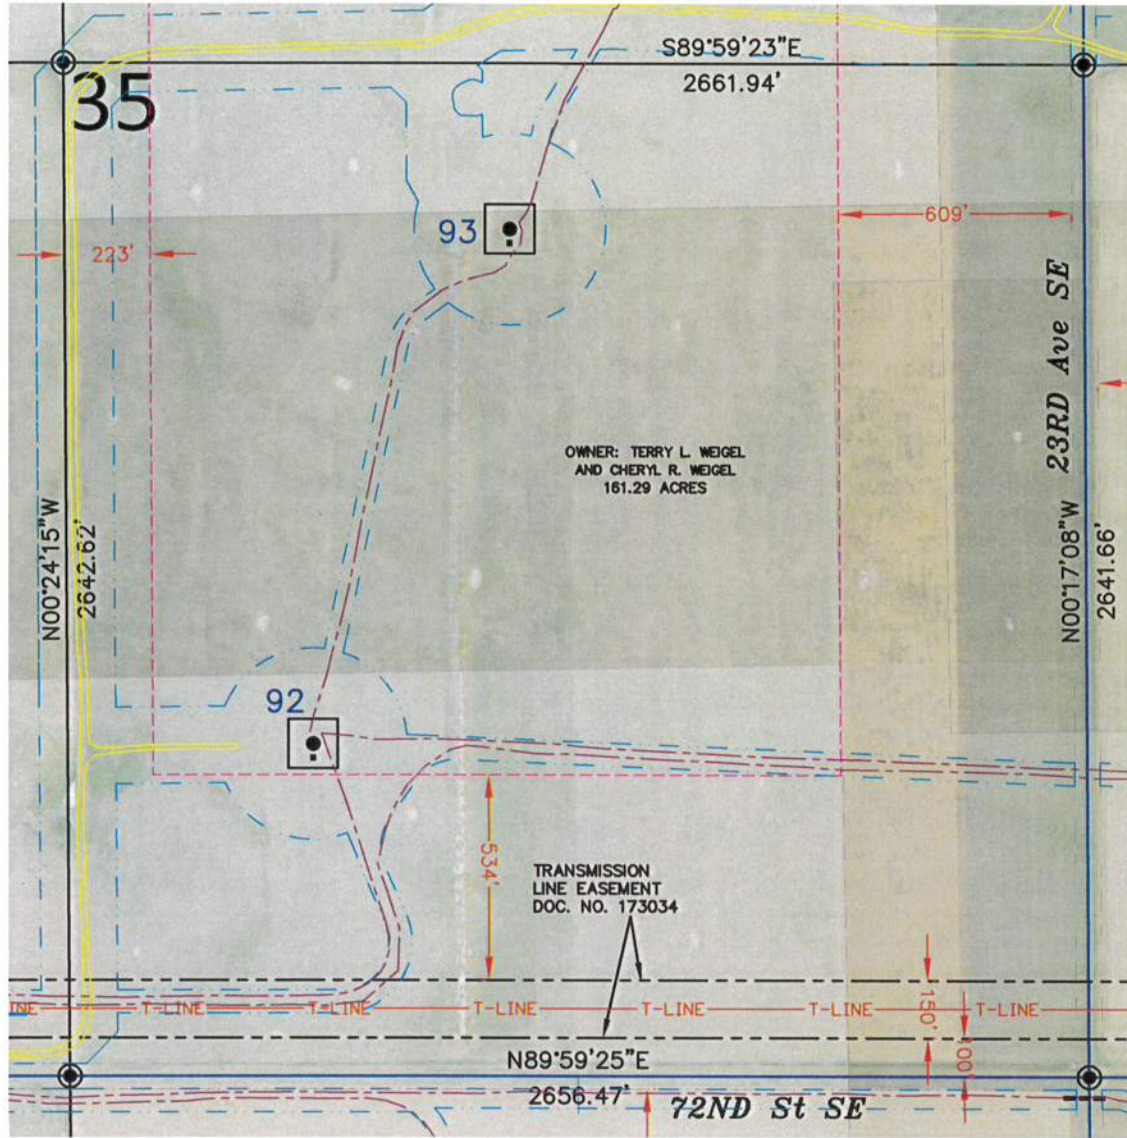 S89°59'23"E
2661.94'
35
93
609'
223'
23RD Ave SE
OWNER: TERRY L. WEIGEL
AND CHERYL R. WEIGEL
161.29 ACRES
N00°24'15"W
2642.62'
N00°17'08"W
2641.66'
92
534'
TRANSMISSION
LINE EASEMENT
DOC. NO. 173034
INE T-LINE T-LINE T-LINE T-LINE T-LINE T-LINE
150'
100'
N89°59'25"E
2656.47'
72ND St SE